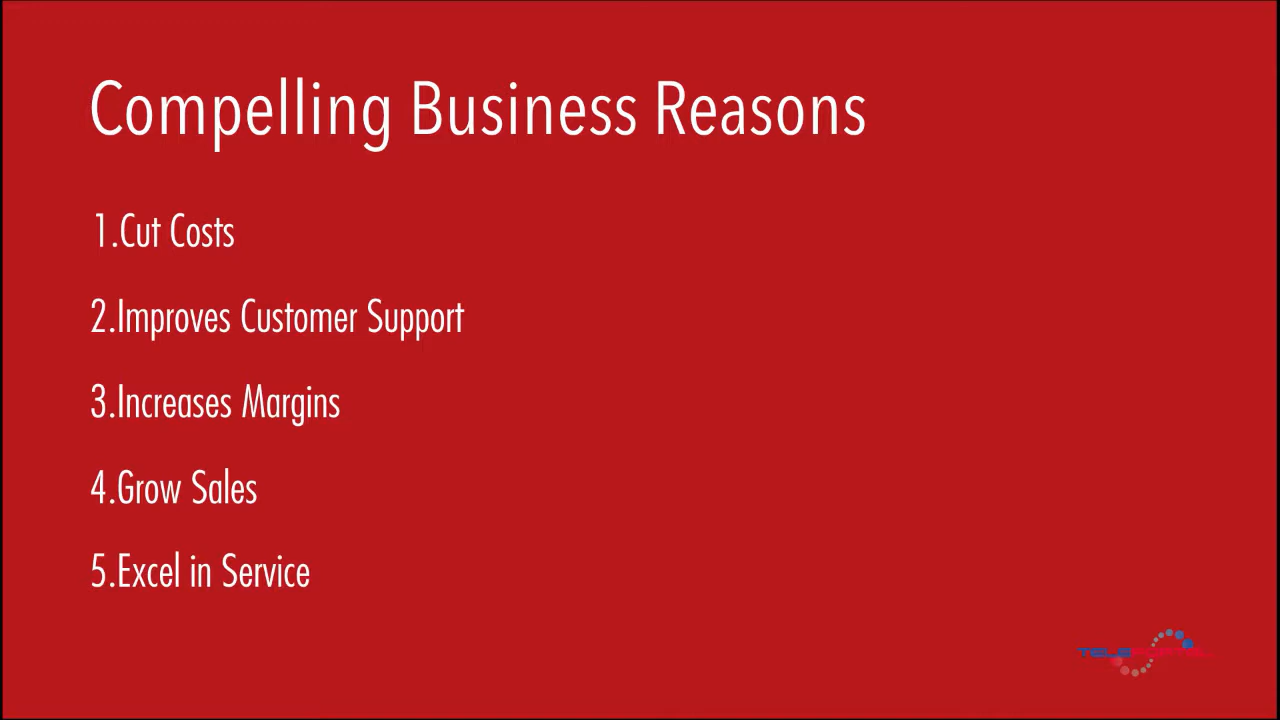 Compelling Business Reasons
1.Cut Costs
2.Improves Customer Support
3.Increases Margins
4.Grow Sales
5.Excel in Service
TELEPORTEL